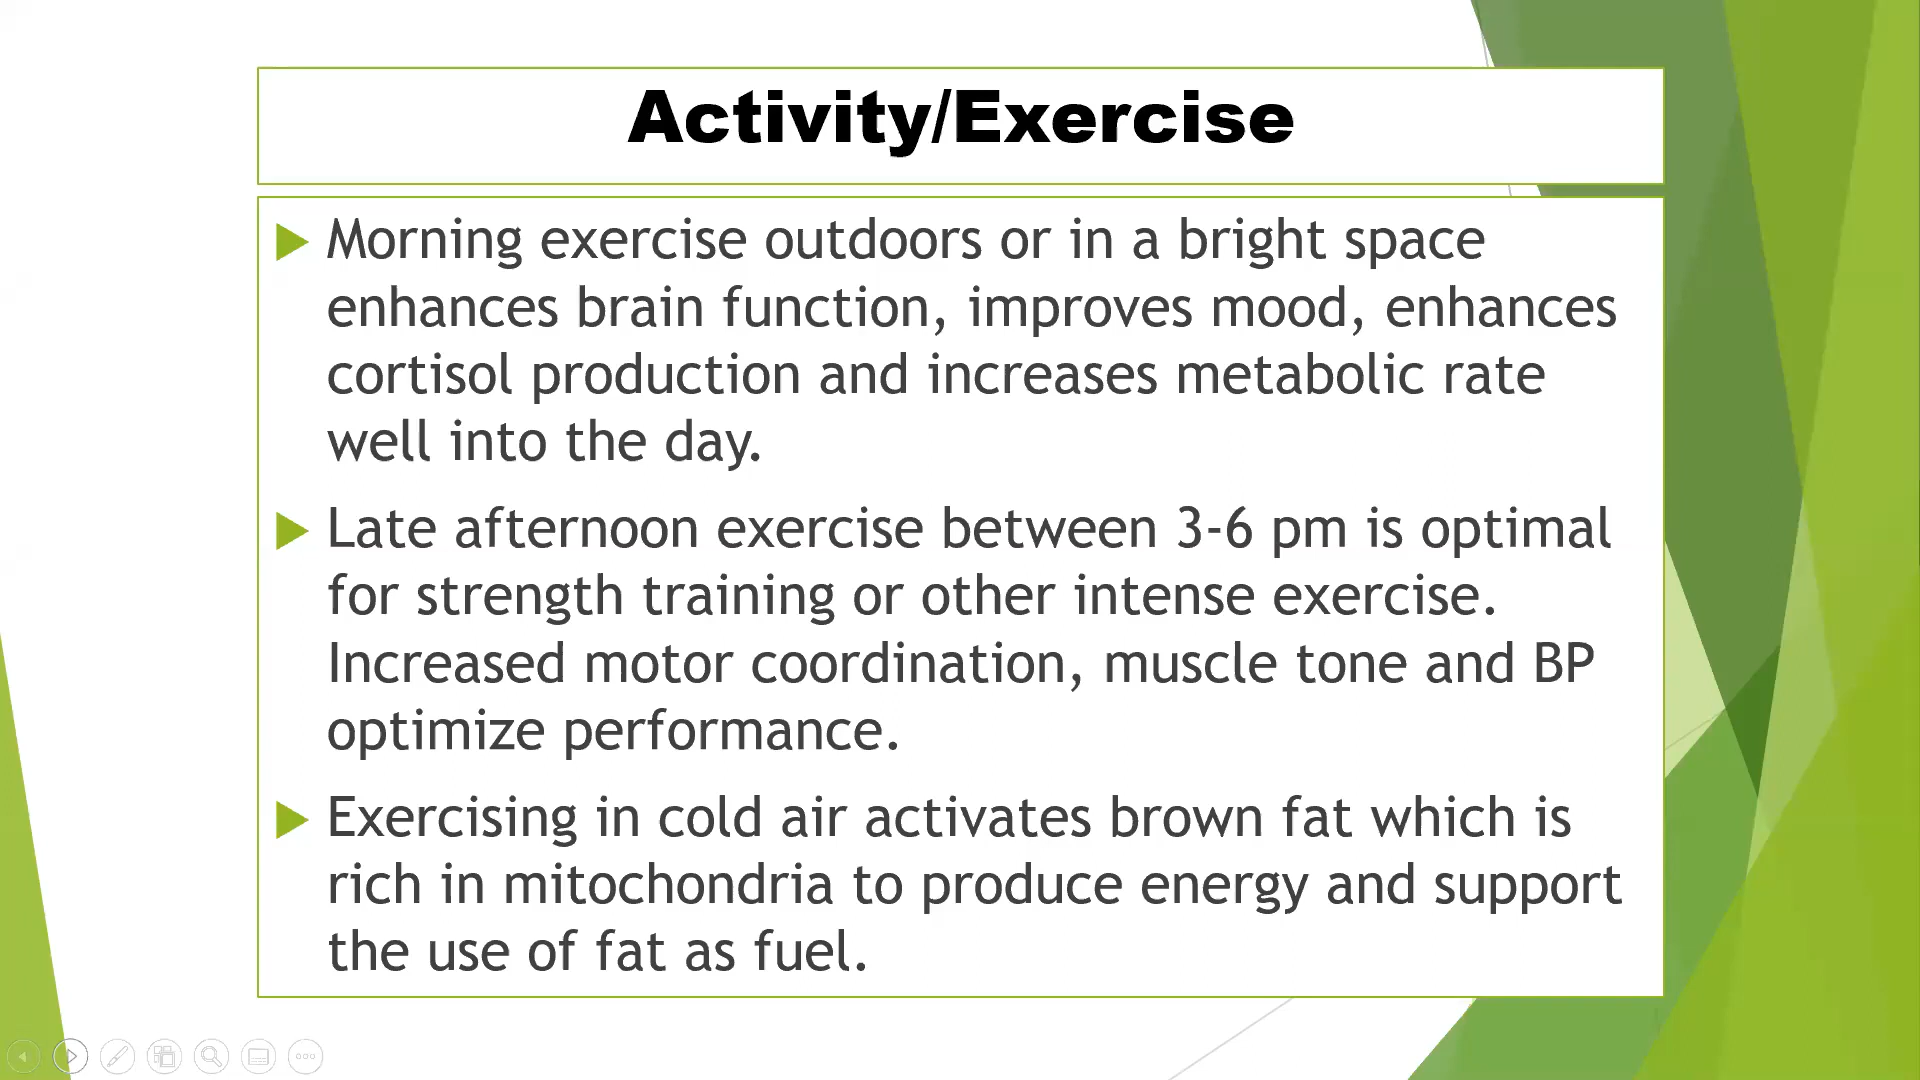 Activity/Exercise
Morning exercise outdoors or in a bright space
enhances brain function, improves mood, enhances
cortisol production and increases metabolic rate
well into the day.
Late afternoon exercise between 3-6 pm is optimal
for strength training or other intense exercise.
Increased motor coordination, muscle tone and BP
optimize performance.
Exercising in cold air activates brown fat which is
rich in mitochondria to produce energy and support
the use of fat as fuel.